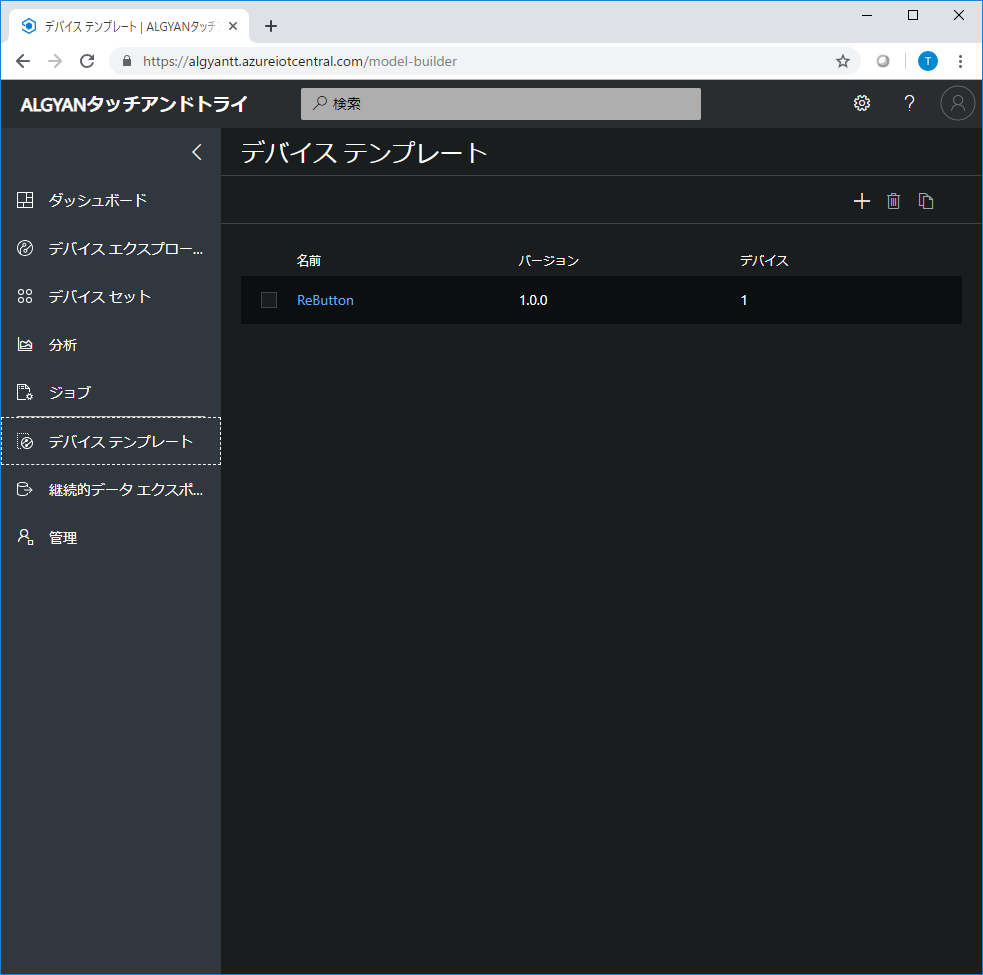 デバイス テンプレート | ALGYANタッチ
https://algyantt.azureiotcentral.com/model-builder
T
ALGYANタッチアンドトライ
検索
?
デバイス テンプレート
ダッシュボード
デバイス エクスプロー...
デバイス セット
分析
ジョブ
デバイス テンプレート
継続的データ エクスポ...
管理
名前 バージョン デバイス
ReButton 1.0.0 1